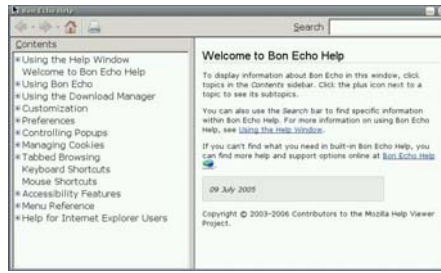 Bon Echo Help
Search
Contents
Using the Help Window
Welcome to Bon Echo Help
Using Bon Echo
Using the Download Manager
Customization
Preferences
Controlling Popups
Managing Cookies
Tabbed Browsing
Keyboard Shortcuts
Mouse Shortcuts
Accessibility Features
Menu Reference
Help for Internet Explorer Users
Welcome to Bon Echo Help
To display information about Bon Echo in this window, click
topics in the Contents sidebar. Click the plus icon next to a
topic to see its subtopics.
You can also use the Search bar to find specific information
within Bon Echo Help. For more information on using Bon Echo
Help, see Using the Help Window.
If you can't find what you need in built-in Bon Echo Help, you
can find more help and support options online at Bon Echo Help
.
09 July 2005
Copyright © 2003-2006 Contributors to the Mozilla Help Viewer
Project.